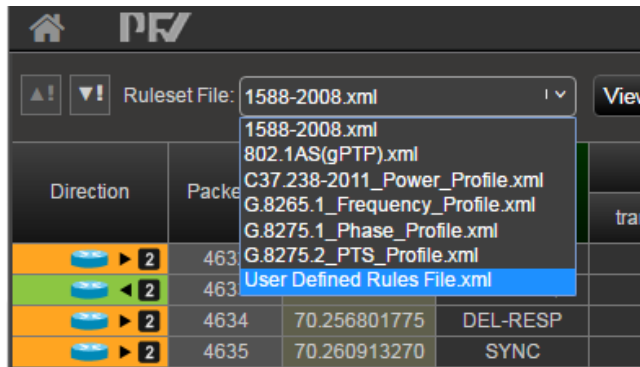 PFV
▲! ▼! Ruleset File: 1588-2008.xml View
1588-2008.xml
802.1AS(gPTP).xml
C37.238-2011_Power_Profile.xml
G.8265.1_Frequency_Profile.xml
G.8275.1_Phase_Profile.xml
G.8275.2_PTS_Profile.xml
User Defined Rules File.xml
Direction Packe tra
2 463
2 463
2 4634 70.256801775 DEL-RESP
2 4635 70.260913270 SYNC